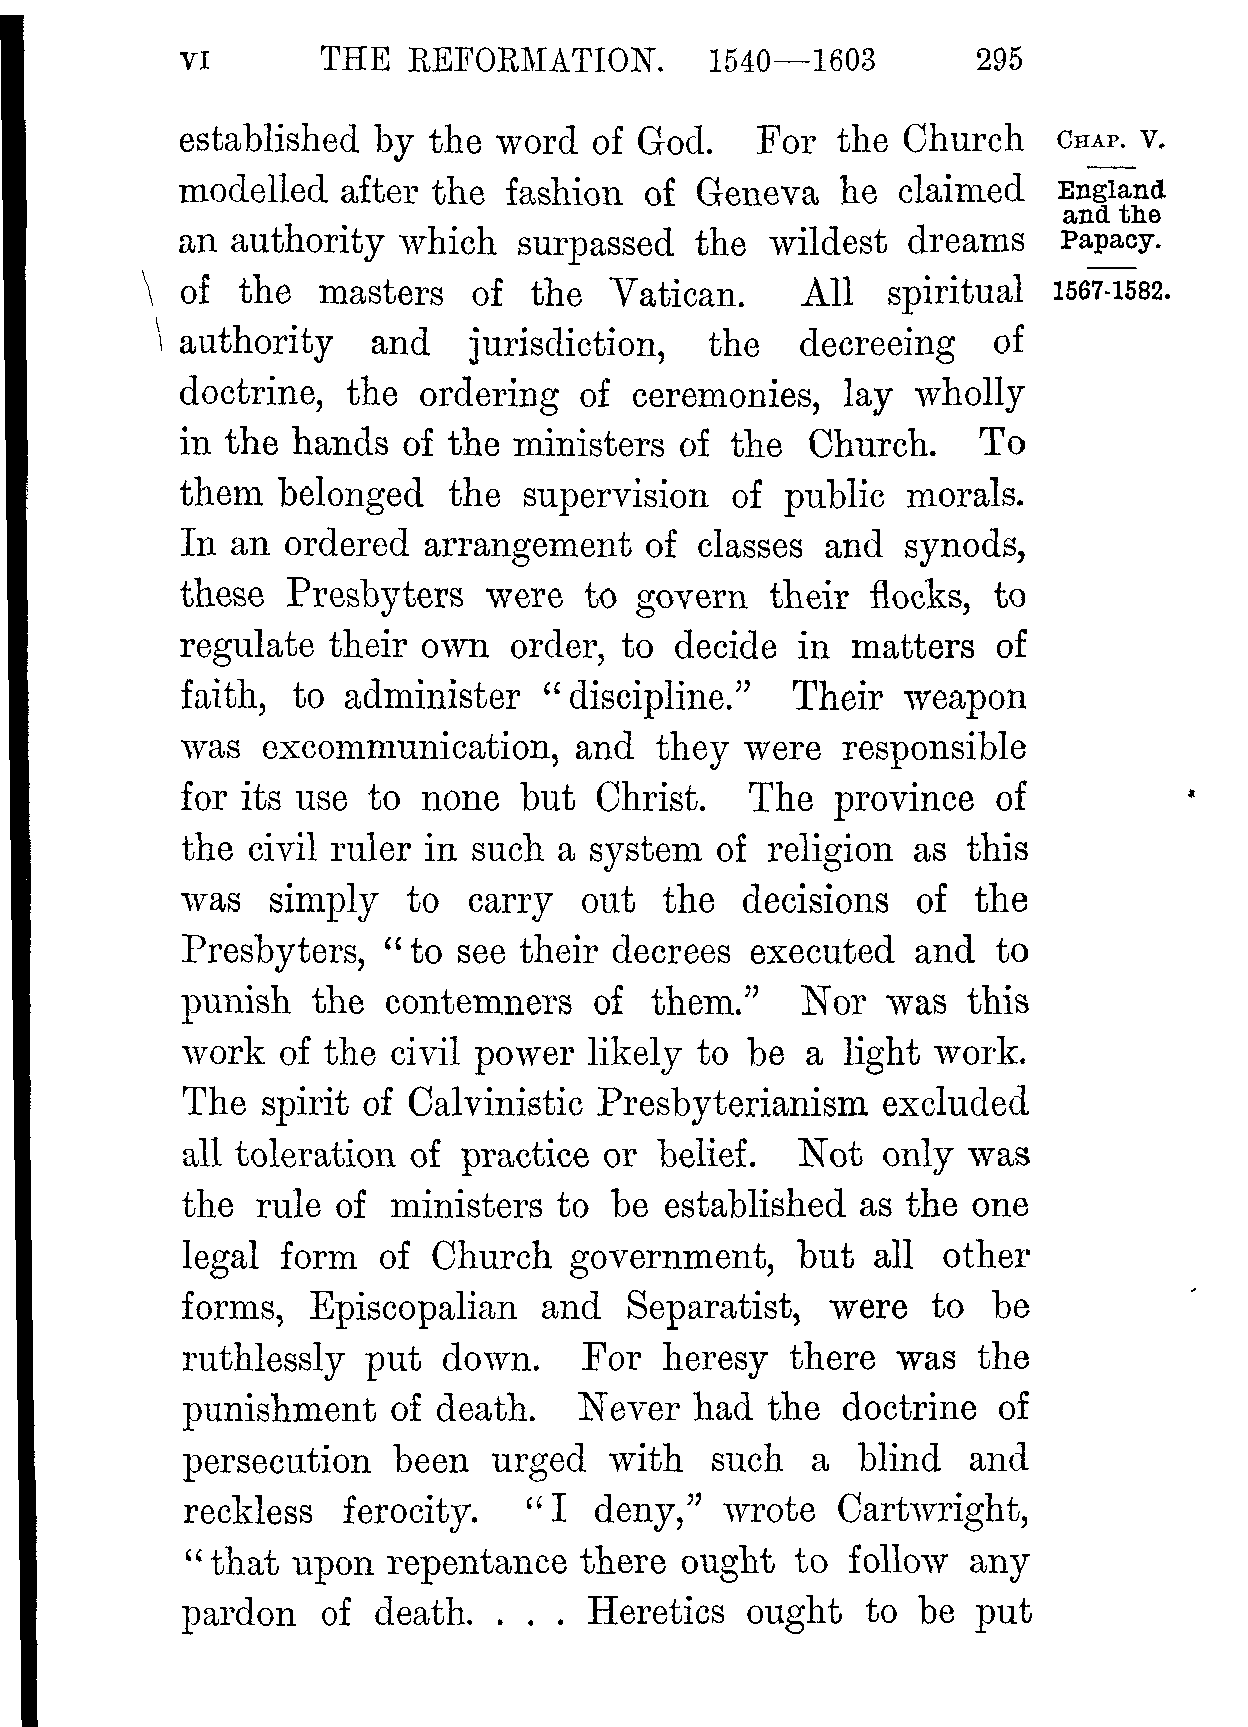 VI THE REFORMATION. 1540—1603 295
established by the word of God. For the Church
modelled after the fashion of Geneva he claimed
an authority which surpassed the wildest dreams
of the masters of the Vatican. All spiritual
authority and jurisdiction, the decreeing of
doctrine, the ordering of ceremonies, lay wholly
in the hands of the ministers of the Church. To
them belonged the supervision of public morals.
In an ordered arrangement of classes and synods,
these Presbyters were to govern their flocks, to
regulate their own order, to decide in matters of
faith, to administer “discipline.” Their weapon
was excommunication, and they were responsible
for its use to none but Christ. The province of
the civil ruler in such a system of religion as this
was simply to carry out the decisions of the
Presbyters, “to see their decrees executed and to
punish the contemners of them.” Nor was this
work of the civil power likely to be a light work.
The spirit of Calvinistic Presbyterianism excluded
all toleration of practice or belief. Not only was
the rule of ministers to be established as the one
legal form of Church government, but all other
forms, Episcopalian and Separatist, were to be
ruthlessly put down. For heresy there was the
punishment of death. Never had the doctrine of
persecution been urged with such a blind and
reckless ferocity. “I deny,” wrote Cartwright,
“that upon repentance there ought to follow any
pardon of death. . . . Heretics ought to be put
CHAP. V.
England
and the
Papacy.
1567-1582.